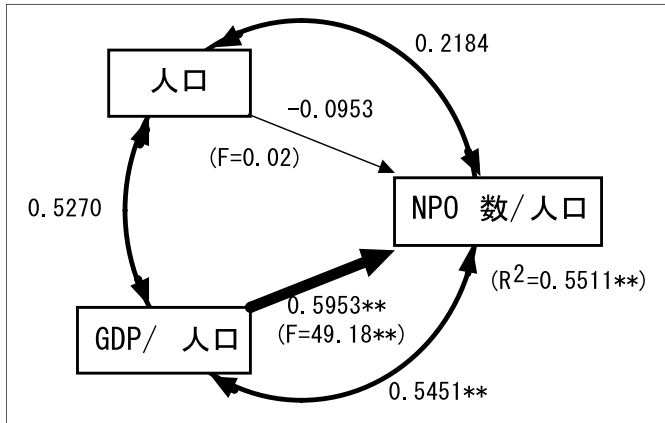 0.2184
人口
-0.0953
(F=0.02)
0.5270
NPO 数/人口
(R²=0.5511**)
0.5953**
(F=49.18**)
GDP/ 人口
0.5451**